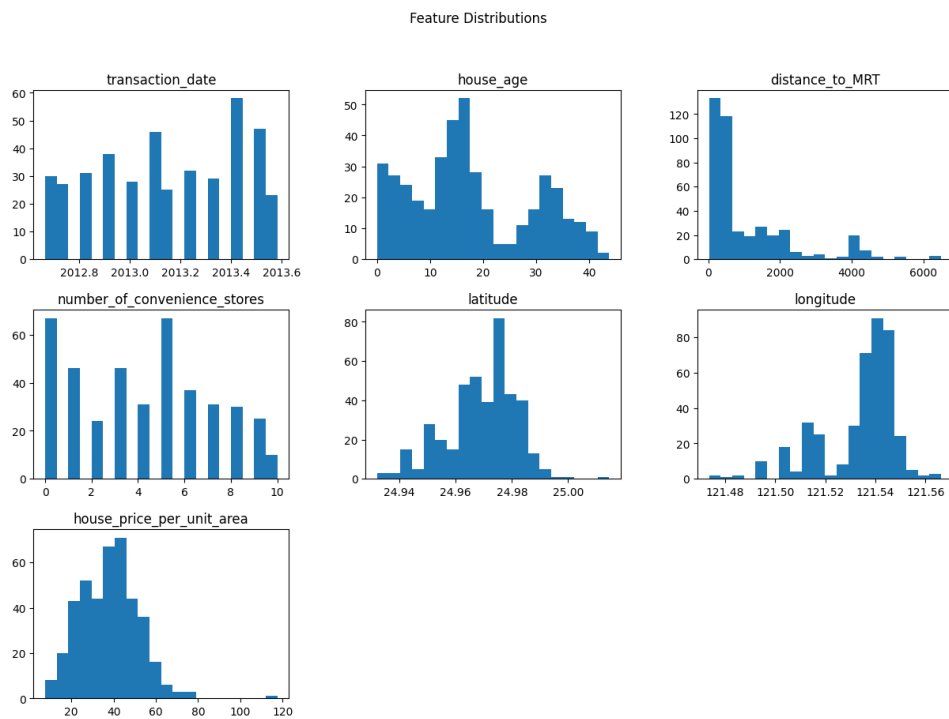 Feature Distributions
transaction_date
60
50
40
30
20
10
0
2012.8 2013.0 2013.2 2013.4 2013.6
house_age
50
40
30
20
10
0
0 10 20 30 40
distance_to_MRT
120
100
80
60
40
20
0
0 2000 4000 6000
number_of_convenience_stores
60
40
20
0
0 2 4 6 8 10
latitude
80
60
40
20
0
24.94 24.96 24.98 25.00
longitude
80
60
40
20
0
121.48 121.50 121.52 121.54 121.56
house_price_per_unit_area
60
40
20
0
20 40 60 80 100 120